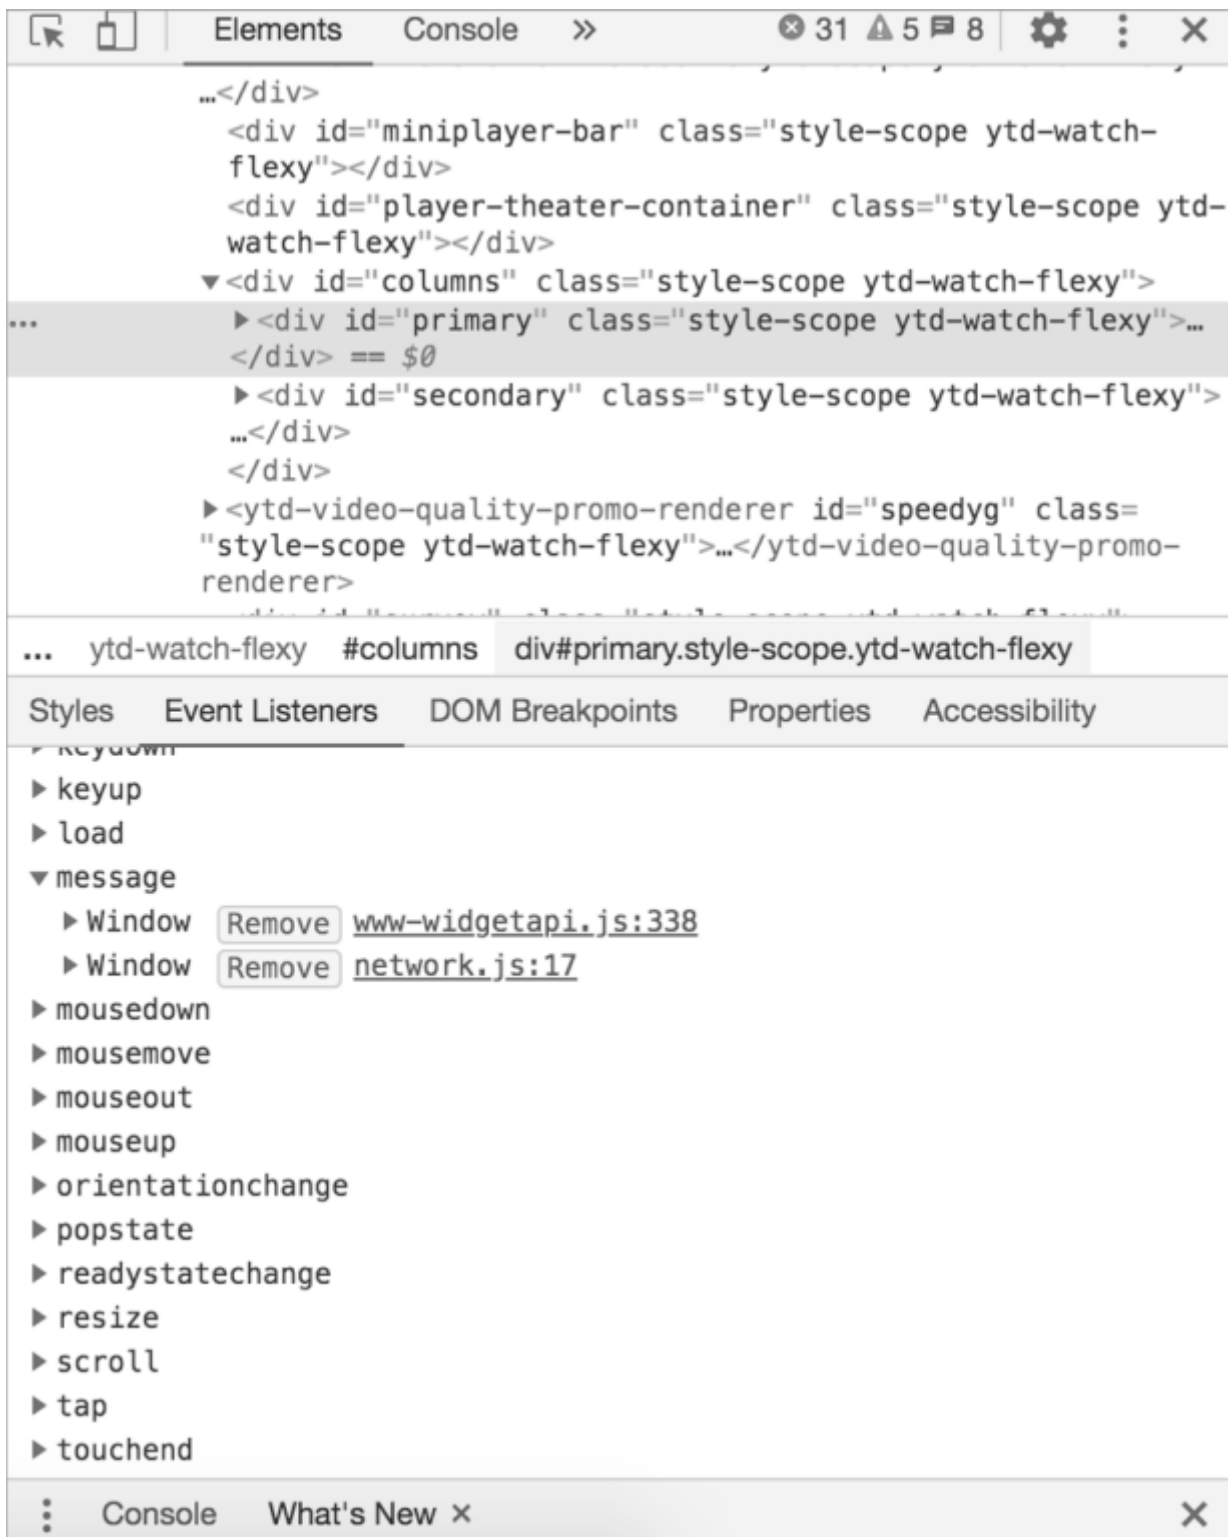 Elements Console » 31 5 8
…</div>
<div id="miniplayer-bar" class="style-scope ytd-watch-
flexy"></div>
<div id="player-theater-container" class="style-scope ytd-
watch-flexy"></div>
▼<div id="columns" class="style-scope ytd-watch-flexy">
... ▶<div id="primary" class="style-scope ytd-watch-flexy">…
</div> == $0
▶<div id="secondary" class="style-scope ytd-watch-flexy">
…</div>
</div>
▶<ytd-video-quality-promo-renderer id="speedyg" class=
"style-scope ytd-watch-flexy">…</ytd-video-quality-promo-
renderer>
... ytd-watch-flexy #columns div#primary.style-scope.ytd-watch-flexy
Styles Event Listeners DOM Breakpoints Properties Accessibility
▶ keydown
▶ keyup
▶ load
▼ message
▶ Window Remove www-widgetapi.js:338
▶ Window Remove network.js:17
▶ mousedown
▶ mousemove
▶ mouseout
▶ mouseup
▶ orientationchange
▶ popstate
▶ readystatechange
▶ resize
▶ scroll
▶ tap
▶ touchend
Console What's New ×